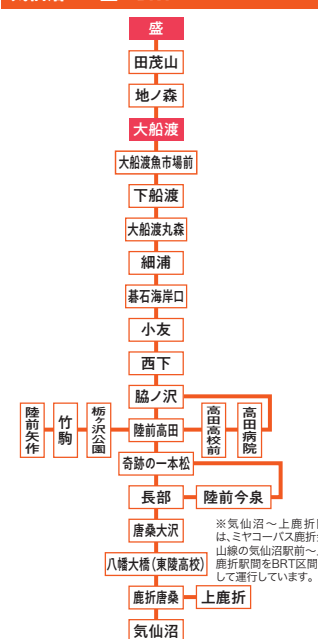 盛
田茂山
地ノ森
大船渡
大船渡魚市場前
下船渡
大船渡丸森
細浦
碁石海岸口
小友
西下
脇ノ沢
陸前矢作
竹駒
栃ヶ沢公園
陸前高田
高田高校前
高田病院
奇跡の一本松
長部
陸前今泉
唐桑大沢
八幡大橋(東陵高校)
鹿折唐桑
上鹿折
気仙沼
※気仙沼〜上鹿折
は、ミヤコーバス鹿折
山線の気仙沼駅前〜
鹿折駅間をBRT区間
して運行しています。